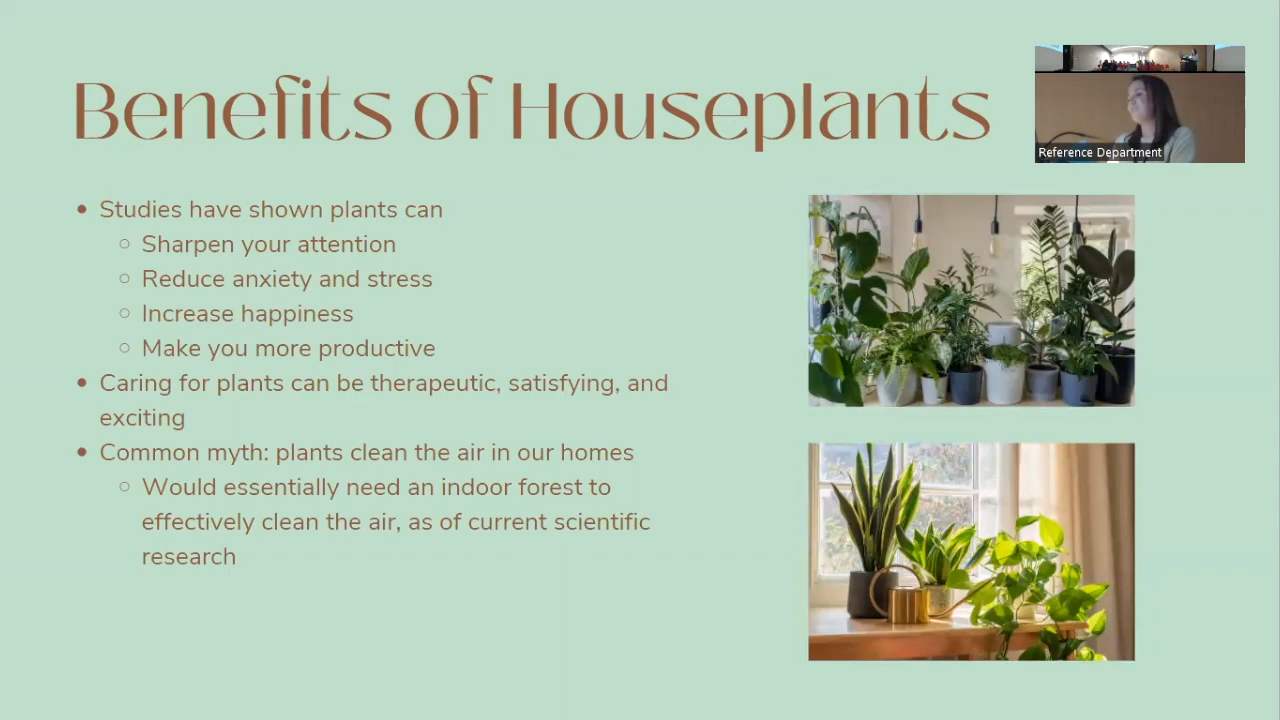 Benefits of Houseplants
Reference Department
Studies have shown plants can
Sharpen your attention
Reduce anxiety and stress
Increase happiness
Make you more productive
Caring for plants can be therapeutic, satisfying, and
exciting
Common myth: plants clean the air in our homes
Would essentially need an indoor forest to
effectively clean the air, as of current scientific
research